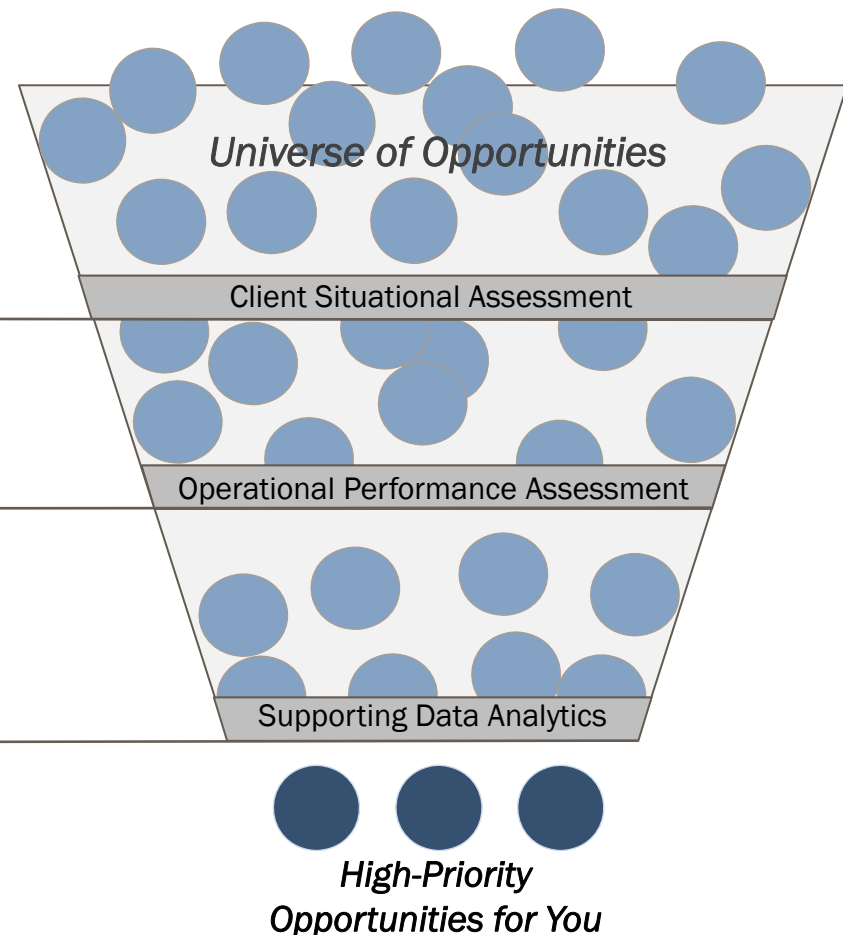 Universe of Opportunities
Client Situational Assessment
Operational Performance Assessment
Supporting Data Analytics
High-Priority
Opportunities for You